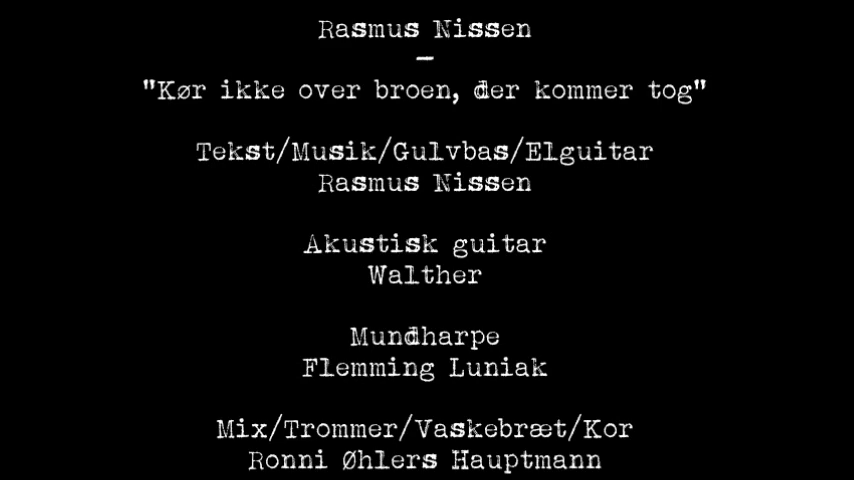 Rasmus Nissen
—
"Kør ikke over broen, der kommer tog"
Tekst/Musik/Gulvbas/Elguitar
Rasmus Nissen
Akustisk guitar
Walther
Mundharpe
Flemming Luniak
Mix/Trommer/Vaskebræt/Kor
Ronni Øhlers Hauptmann